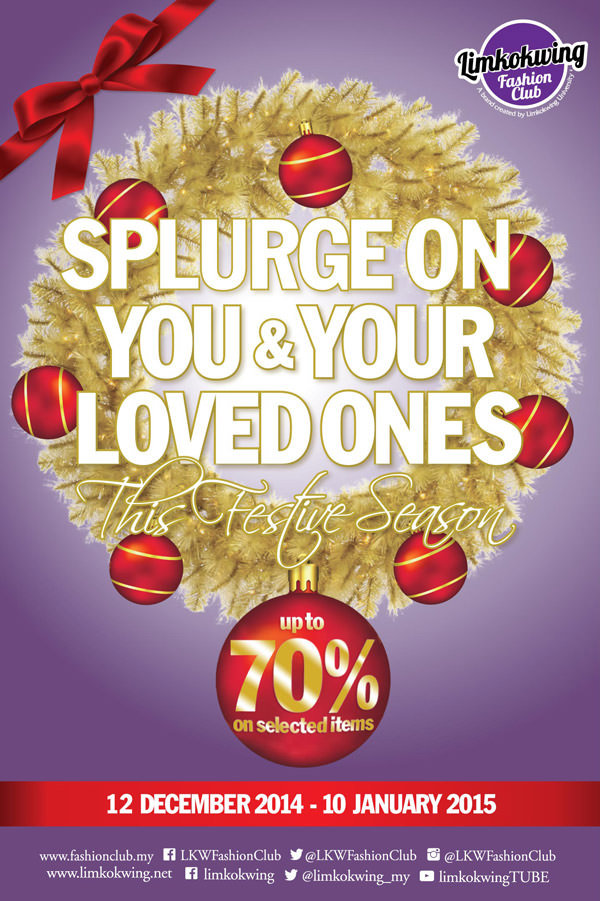 Limkokwing
Fashion
Club
A brand created by Limkokwing University
SPLURGE ON
YOU & YOUR
LOVED ONES
This Festive Season
up to
70%
on selected items
12 DECEMBER 2014 - 10 JANUARY 2015
www.fashionclub.my LKWFashionClub @LKWFashionClub @LKWFashionClub
www.limkokwing.net limkokwing @limkokwing_my limkokwingTUBE